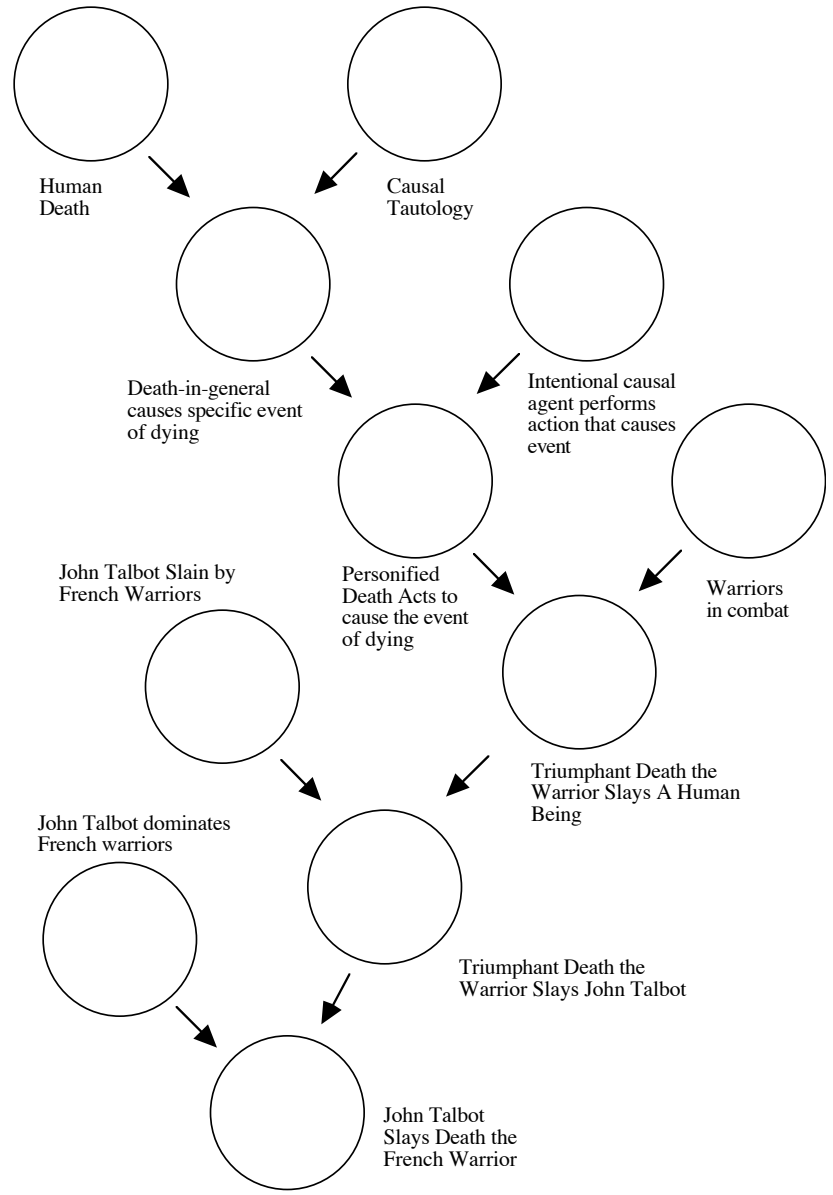 Human
Death
Causal
Tautology
Death-in-general
causes specific event
of dying
Intentional causal
agent performs
action that causes
event
John Talbot Slain by
French Warriors
Personified
Death Acts to
cause the event
of dying
Warriors
in combat
Triumphant Death the
Warrior Slays A Human
Being
John Talbot dominates
French warriors
Triumphant Death the
Warrior Slays John Talbot
John Talbot
Slays Death the
French Warrior